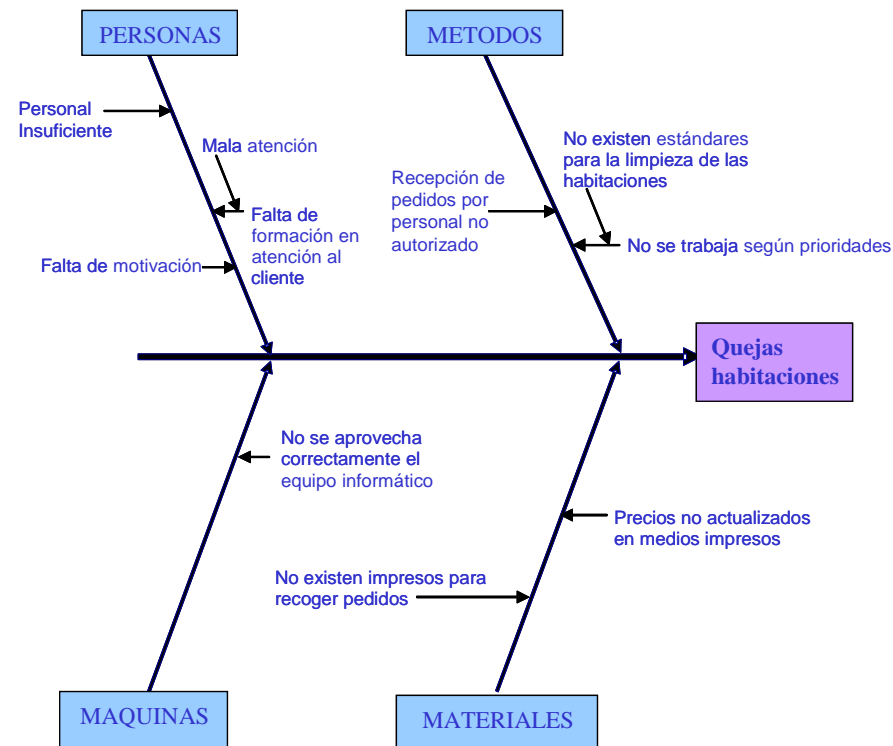 PERSONAS
METODOS
Personal
Insuficiente
Mala atención
Falta de
formación en
atención al
cliente
Falta de motivación
No existen estándares
para la limpieza de las
habitaciones
Recepción de
pedidos por
personal no
autorizado
No se trabaja según prioridades
Quejas
habitaciones
No se aprovecha
correctamente el
equipo informático
Precios no actualizados
en medios impresos
No existen impresos para
recoger pedidos
MAQUINAS
MATERIALES